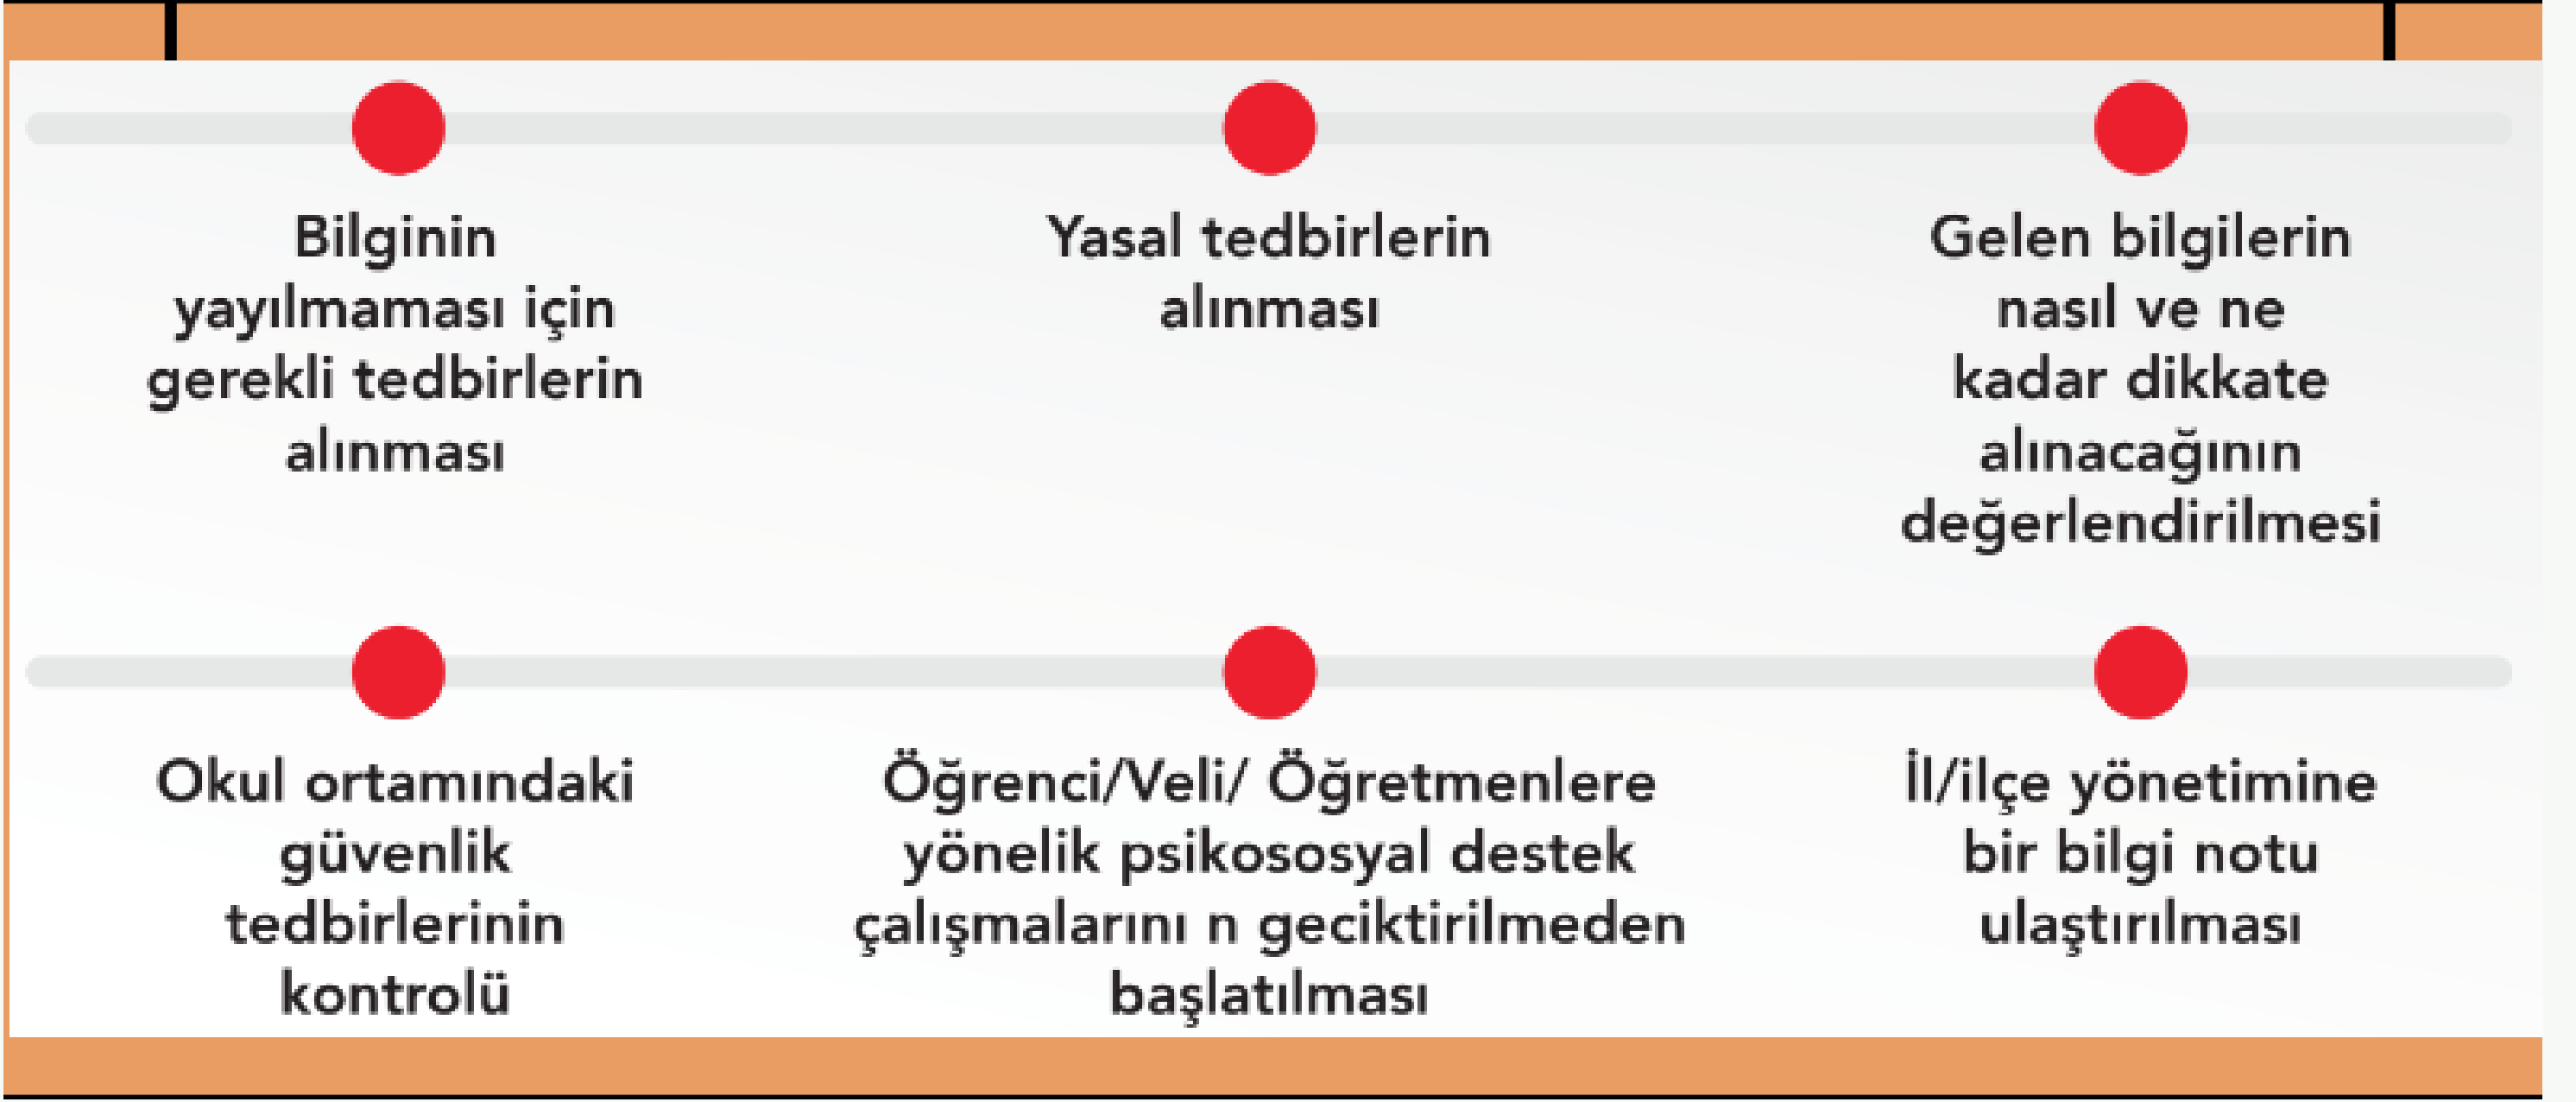 Bilginin
yayılmaması için
gerekli tedbirlerin
alınması
Yasal tedbirlerin
alınması
Gelen bilgilerin
nasıl ve ne
kadar dikkate
alınacağının
değerlendirilmesi
Okul ortamındaki
güvenlik
tedbirlerinin
kontrolü
Öğrenci/Veli/ Öğretmenlere
yönelik psikososyal destek
çalışmalarını n geciktirilmeden
başlatılması
İl/ilçe yönetimine
bir bilgi notu
ulaştırılması